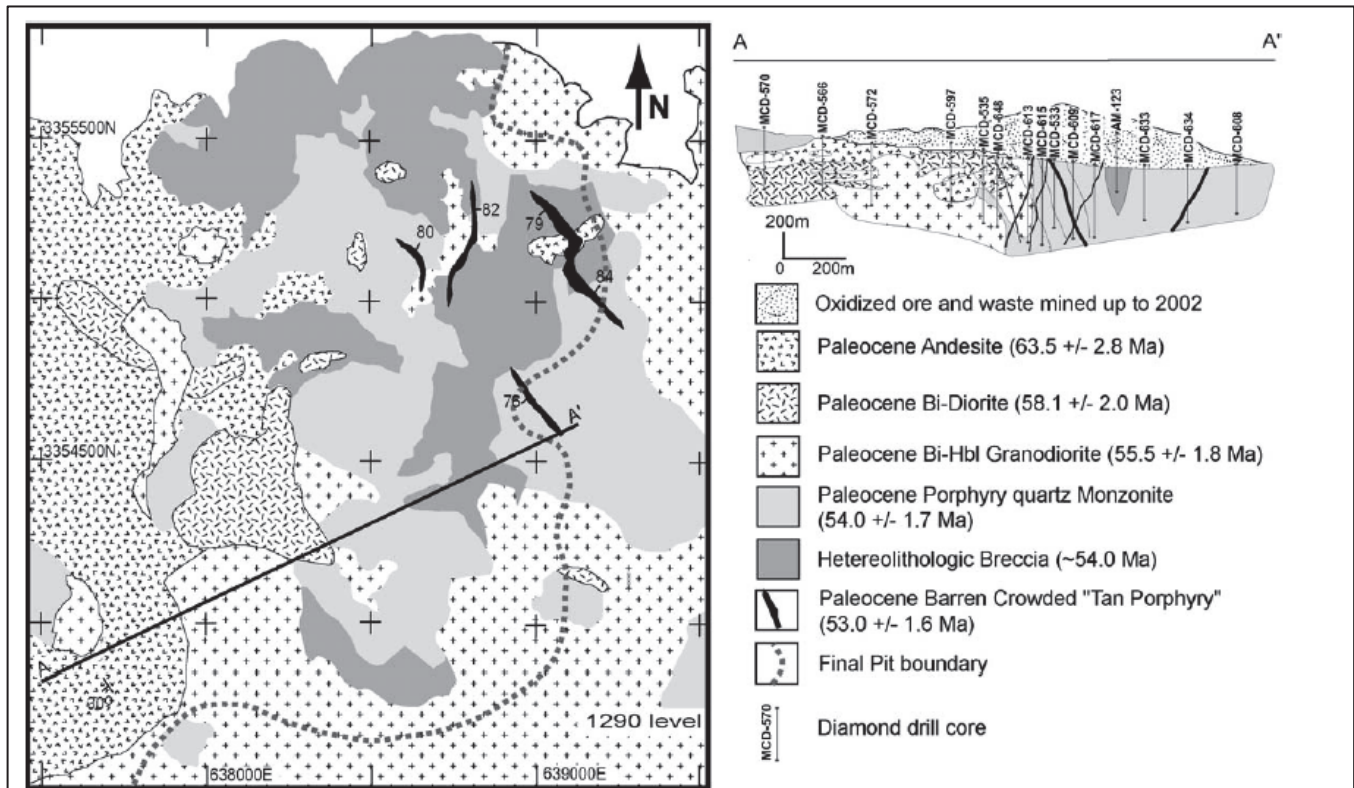 N
3355500N
79
82
80
84
76
A'
3354500N
A
30?
1290 level
638000E
639000E
A
A"
MCD-570
MCD-566
MCD-572
MCD-597
MCD-535
MCD-648
MCD-613
MCD-615
MCD-533
MCD-609
MCD-617
AM-123
MCD-633
MCD-634
MCD-608
200m
0 200m
Oxidized ore and waste mined up to 2002
Paleocene Andesite (63.5 +/- 2.8 Ma)
Paleocene Bi-Diorite (58.1 +/- 2.0 Ma)
Paleocene Bi-Hbl Granodiorite (55.5 +/- 1.8 Ma)
Paleocene Porphyry quartz Monzonite
(54.0 +/- 1.7 Ma)
Hetereolithologic Breccia (~54.0 Ma)
Paleocene Barren Crowded "Tan Porphyry"
(53.0 +/- 1.6 Ma)
Final Pit boundary
MCD-570
Diamond drill core